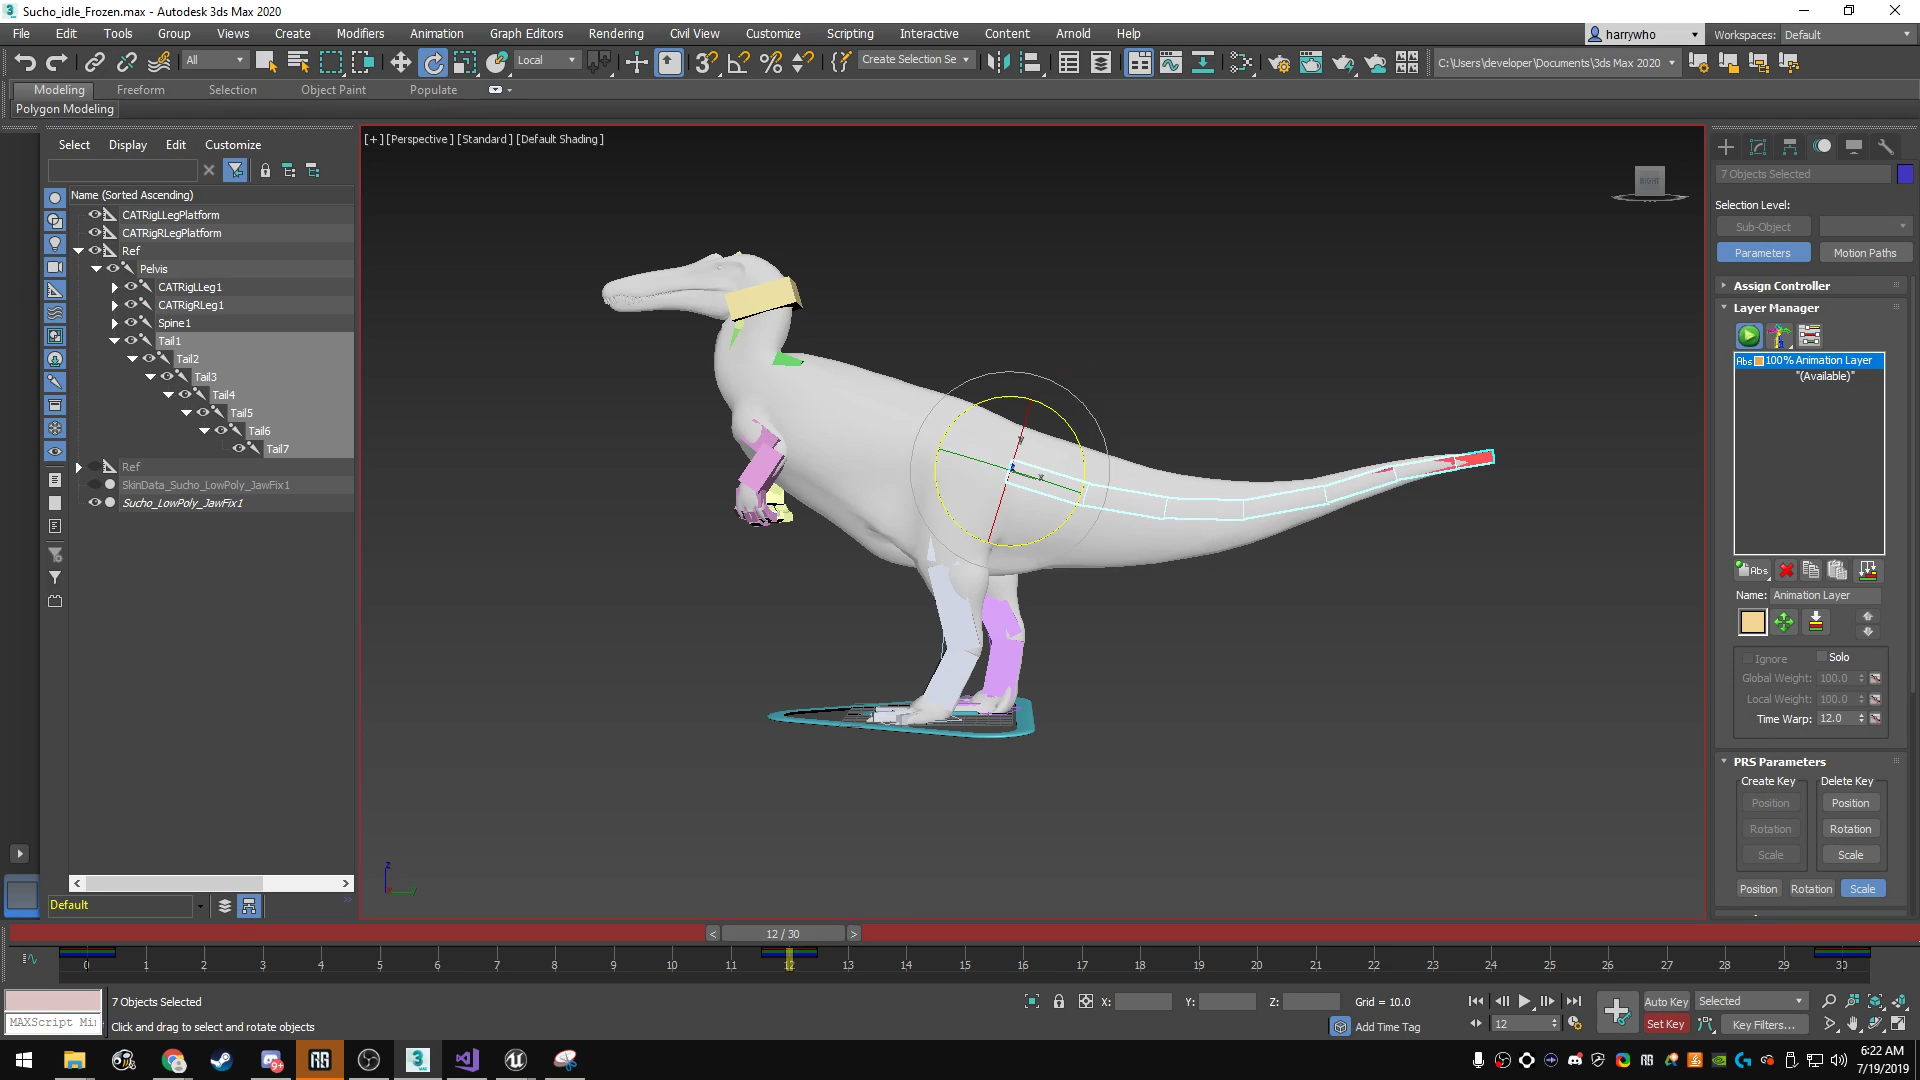 Sucho_idle_Frozen.max - Autodesk 3ds Max 2020
File Edit Tools Group Views Create Modifiers Animation Graph Editors Rendering Civil View Customize Scripting Interactive Content Arnold Help
harrywho Workspaces: Default
All Local Create Selection Se C:\Users\developer\Documents\3ds Max 2020
Modeling Freeform Selection Object Paint Populate
Polygon Modeling
Select Display Edit Customize
Name (Sorted Ascending)
CATRigLLegPlatform
CATRigRLegPlatform
Ref
Pelvis
CATRigLLeg1
CATRigRLeg1
Spine1
Tail1
Tail2
Tail3
Tail4
Tail5
Tail6
Tail7
Ref
SkinData_Sucho_LowPoly_JawFix1
Sucho_LowPoly_JawFix1
Default
[+] [Perspective] [Standard] [Default Shading]
RIGHT
x
z
7 Objects Selected
Selection Level:
Sub-Object
Parameters Motion Paths
Assign Controller
Layer Manager
Abs 100% Animation Layer
"(Available)"
Abs
Name: Animation Layer
Ignore Solo
Global Weight: 100.0
Local Weight: 100.0
Time Warp: 12.0
PRS Parameters
Create Key Delete Key
Position Position
Rotation Rotation
Scale Scale
Position Rotation Scale
< 12 / 30 >
0 1 2 3 4 5 6 7 8 9 10 11 12 13 14 15 16 17 18 19 20 21 22 23 24 25 26 27 28 29 30
7 Objects Selected X: Y: Z: Grid = 10.0 Auto Key Selected
MAXScript Mi Click and drag to select and rotate objects Add Time Tag 12 Set Key Key Filters...
6:22 AM
7/19/2019